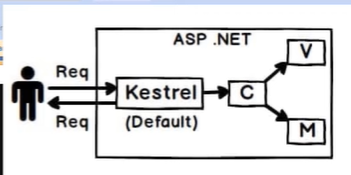 ASP .NET
V
Req
Kestrel
C
Req
(Default)
M